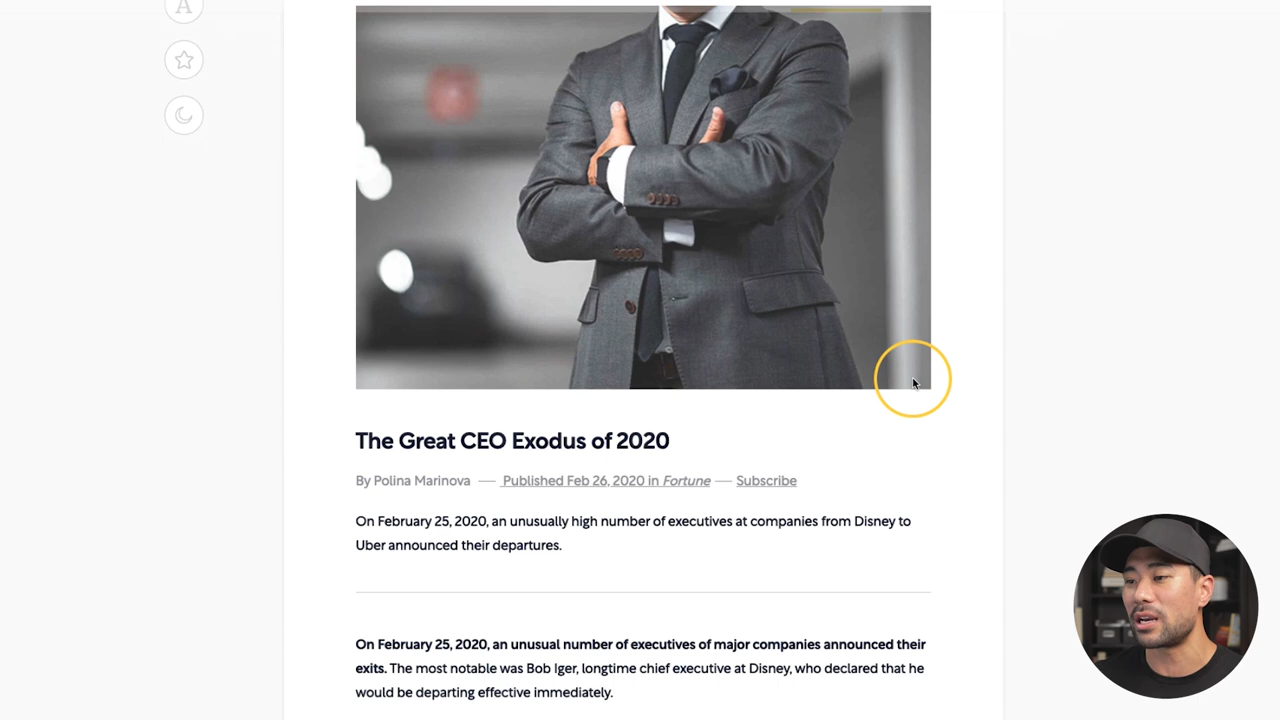 A
The Great CEO Exodus of 2020
By Polina Marinova — Published Feb 26, 2020 in Fortune — Subscribe
On February 25, 2020, an unusually high number of executives at companies from Disney to
Uber announced their departures.
On February 25, 2020, an unusual number of executives of major companies announced their
exits. The most notable was Bob Iger, longtime chief executive at Disney, who declared that he
would be departing effective immediately.